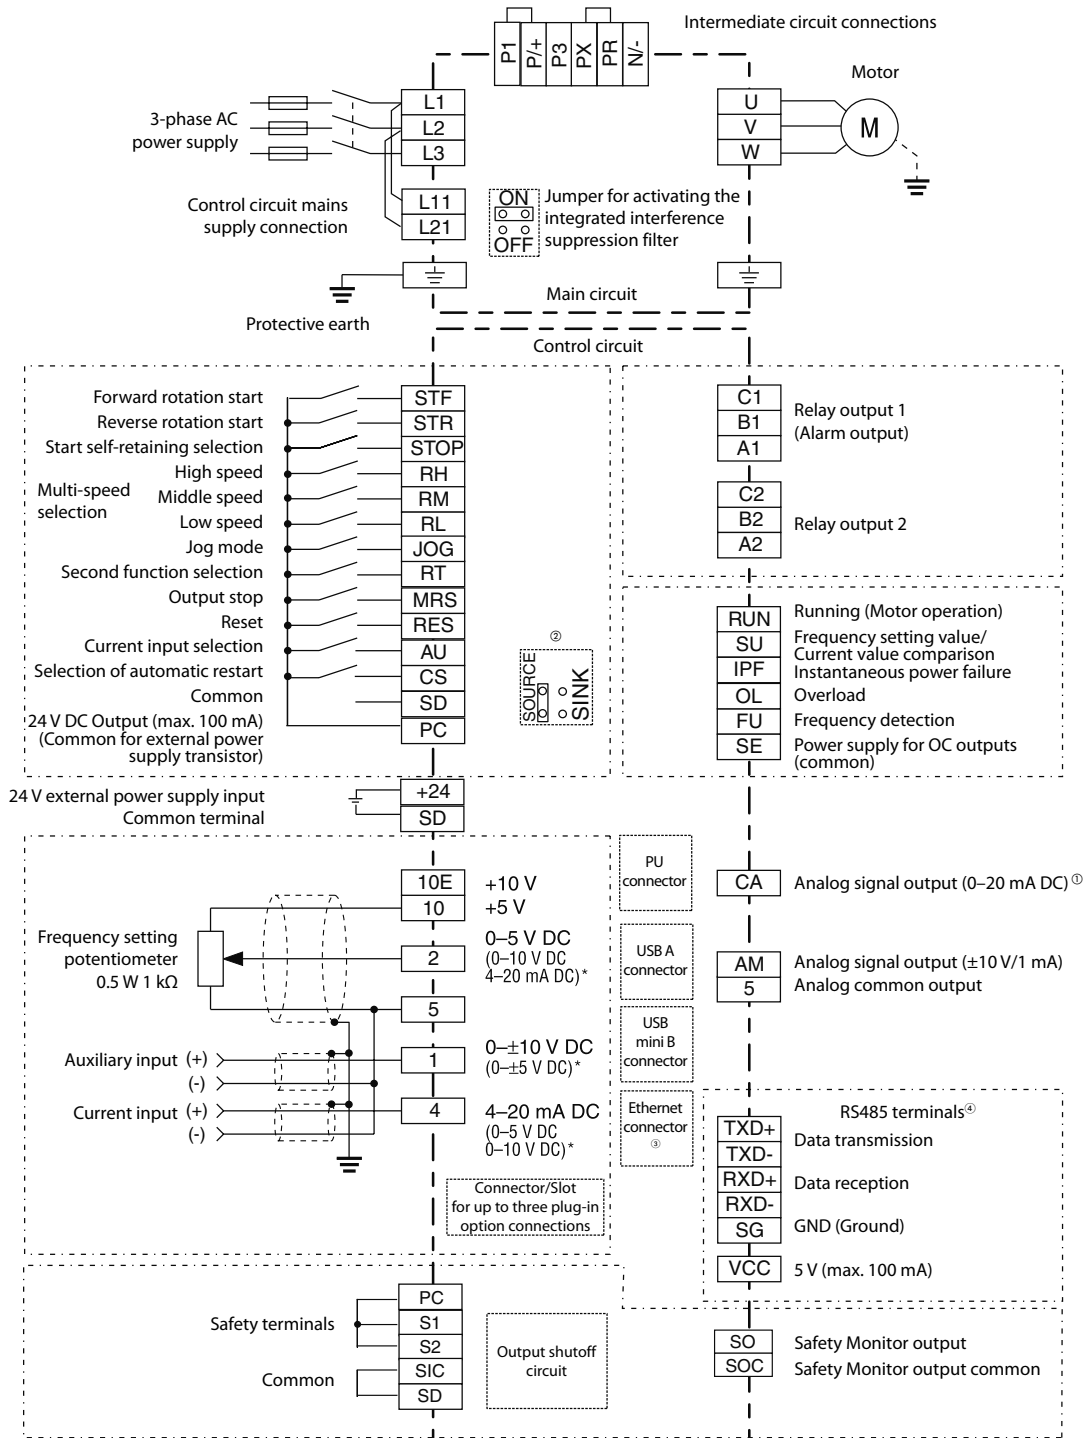 Intermediate circuit connections
P1
P/+
P3
PX
PR
N/-
Motor
3-phase AC
power supply
L1
L2
L3
U
V
W
M
Control circuit mains
supply connection
L11
L21
ON
OFF
Jumper for activating the
integrated interference
suppression filter
Protective earth
Main circuit
Control circuit
Forward rotation start
STF
Reverse rotation start
STR
Start self-retaining selection
STOP
Multi-speed
selection
High speed
RH
Middle speed
RM
Low speed
RL
Jog mode
JOG
Second function selection
RT
Output stop
MRS
Reset
RES
Current input selection
AU
Selection of automatic restart
CS
Common
SD
24 V DC Output (max. 100 mA)
(Common for external power
supply transistor)
PC
②
SOURCE
SINK
C1
B1
A1
Relay output 1
(Alarm output)
C2
B2
A2
Relay output 2
RUN
Running (Motor operation)
SU
Frequency setting value/
Current value comparison
IPF
Instantaneous power failure
OL
Overload
FU
Frequency detection
SE
Power supply for OC outputs
(common)
24 V external power supply input
+24
Common terminal
SD
10E
+10 V
10
+5 V
Frequency setting
potentiometer
0.5 W 1 kΩ
2
0–5 V DC
(0–10 V DC
4–20 mA DC)*
5
Auxiliary input (+)
(-)
1
0–±10 V DC
(0–±5 V DC)*
Current input (+)
(-)
4
4–20 mA DC
(0–5 V DC
0–10 V DC)*
Connector/Slot
for up to three plug-in
option connections
PU
connector
USB A
connector
USB
mini B
connector
Ethernet
connector
③
CA
Analog signal output (0–20 mA DC)①
AM
Analog signal output (±10 V/1 mA)
5
Analog common output
RS485 terminals④
TXD+
TXD-
Data transmission
RXD+
RXD-
Data reception
SG
GND (Ground)
VCC
5 V (max. 100 mA)
Safety terminals
PC
S1
S2
Common
SIC
SD
Output shutoff
circuit
SO
Safety Monitor output
SOC
Safety Monitor output common